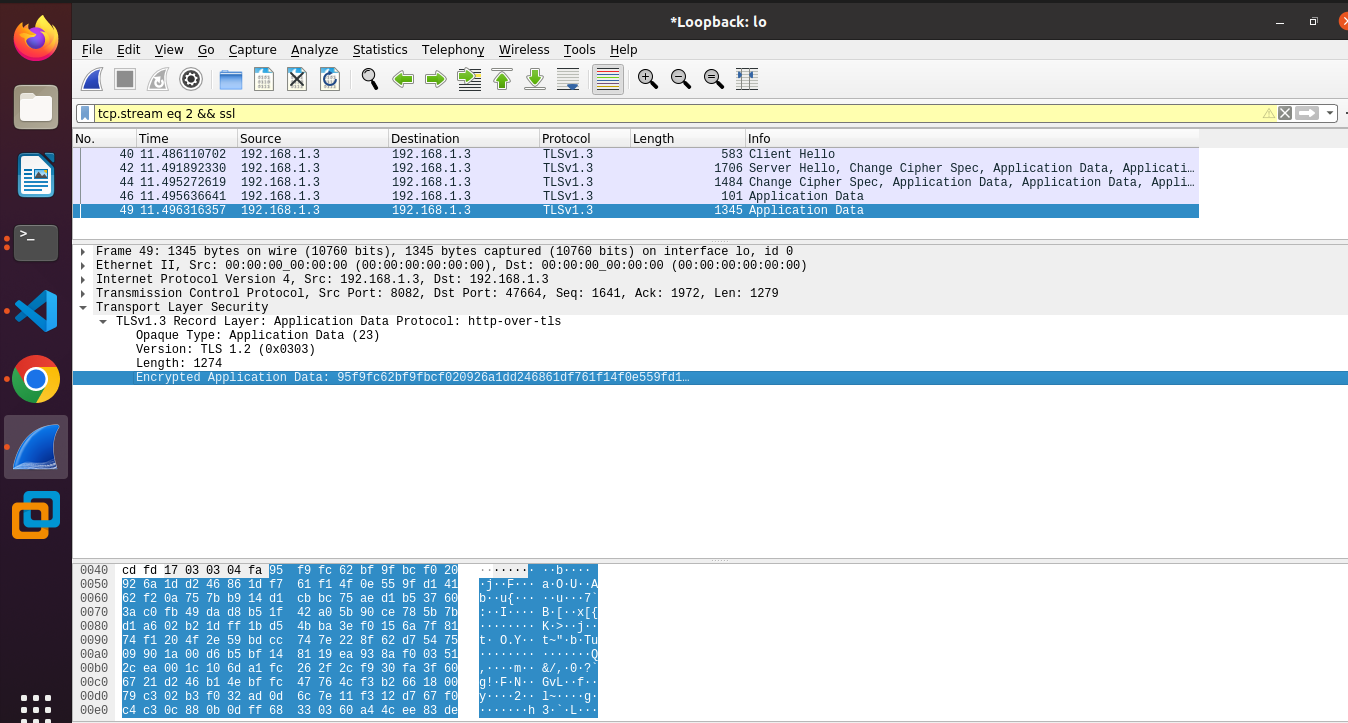 *Loopback: lo
File Edit View Go Capture Analyze Statistics Telephony Wireless Tools Help
tcp.stream eq 2 && ssl
No. Time Source Destination Protocol Length Info
40 11.486110702 192.168.1.3 192.168.1.3 TLSv1.3 583 Client Hello
42 11.491892330 192.168.1.3 192.168.1.3 TLSv1.3 1706 Server Hello, Change Cipher Spec, Application Data, Applicati…
44 11.495272619 192.168.1.3 192.168.1.3 TLSv1.3 1484 Change Cipher Spec, Application Data, Application Data, Appli…
46 11.495636641 192.168.1.3 192.168.1.3 TLSv1.3 101 Application Data
49 11.496316357 192.168.1.3 192.168.1.3 TLSv1.3 1345 Application Data
Frame 49: 1345 bytes on wire (10760 bits), 1345 bytes captured (10760 bits) on interface lo, id 0
Ethernet II, Src: 00:00:00_00:00:00 (00:00:00:00:00:00), Dst: 00:00:00_00:00:00 (00:00:00:00:00:00)
Internet Protocol Version 4, Src: 192.168.1.3, Dst: 192.168.1.3
Transmission Control Protocol, Src Port: 8082, Dst Port: 47664, Seq: 1641, Ack: 1972, Len: 1279
Transport Layer Security
TLSv1.3 Record Layer: Application Data Protocol: http-over-tls
Opaque Type: Application Data (23)
Version: TLS 1.2 (0x0303)
Length: 1274
Encrypted Application Data: 95f9fc62bf9fbcf020926a1dd246861df761f14f0e559fd1…
0040 cd fd 17 03 03 04 fa 95 f9 fc 62 bf 9f bc f0 20 ········ ··b····
0050 92 6a 1d d2 46 86 1d f7 61 f1 4f 0e 55 9f d1 41 ·j··F··· a·O·U··A
0060 62 f2 0a 75 7b b9 14 d1 cb bc 75 ae d1 b5 37 60 b··u{··· ··u···7`
0070 3a c0 fb 49 da d8 b5 1f 42 a0 5b 90 ce 78 5b 7b :··I···· B·[··x[{
0080 d1 a6 02 b2 1d ff 1b d5 4b ba 3e f0 15 6a 7f 81 ········ K·>··j··
0090 74 f1 20 4f 2e 59 bd cc 74 7e 22 8f 62 d7 54 75 t· O.Y·· t~"·b·Tu
00a0 09 90 1a 00 d6 b5 bf 14 81 19 ea 93 8a f0 03 51 ········ ·······Q
00b0 2c ea 00 1c 10 6d a1 fc 26 2f 2c f9 30 fa 3f 60 ,····m·· &/,·0·?`
00c0 67 21 d2 46 b1 4e bf fc 47 76 4c f3 b2 66 18 00 g!·F·N·· GvL··f··
00d0 79 c3 02 b3 f0 32 ad 0d 6c 7e 11 f3 12 d7 67 f0 y····2·· l~····g·
00e0 c4 c3 0c 88 0b 0d ff 68 33 03 60 a4 4c ee 83 de ·······h 3·`·L···